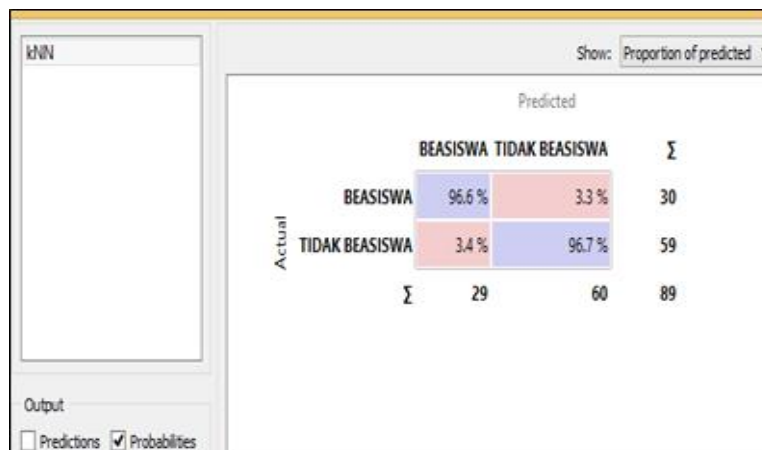 kNN
Show: Proportion of predicted
Predicted
BEASISWA TIDAK BEASISWA Σ
BEASISWA 96.6 % 3.3 % 30
Actual
TIDAK BEASISWA 3.4 % 96.7 % 59
Σ 29 60 89
Output
Predictions Probabilities